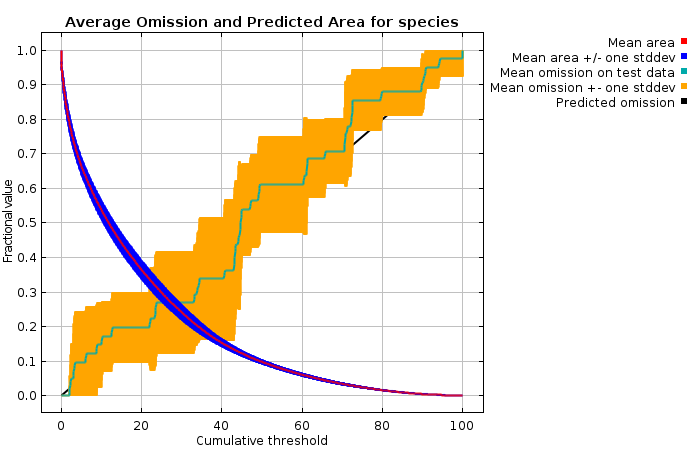 Average Omission and Predicted Area for species
Mean area
Mean area +/- one stddev
Mean omission on test data
Mean omission +- one stddev
Predicted omission
Fractional value
1.0
0.9
0.8
0.7
0.6
0.5
0.4
0.3
0.2
0.1
0.0
0 20 40 60 80 100
Cumulative threshold